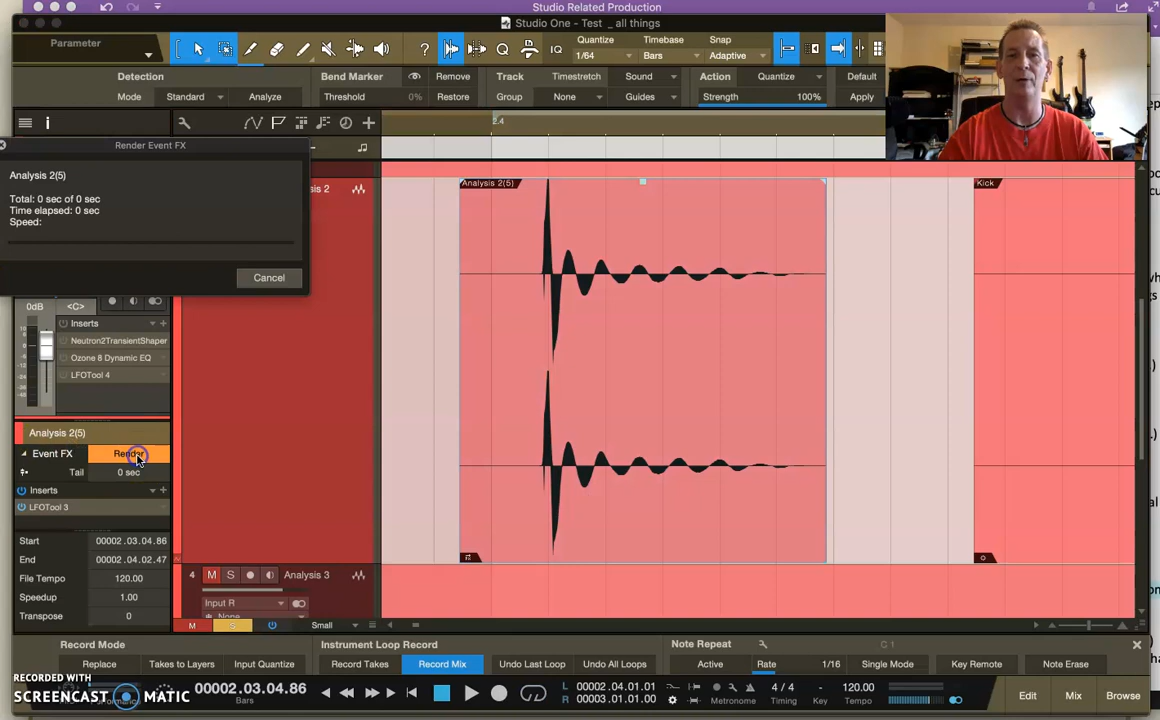 Studio Related Production
Studio One - Test _ all things
Parameter
Quantize
Timebase
Snap
1/64
Bars
Adaptive
Detection
Bend Marker
Remove
Track
Timestretch
Sound
Action
Quantize
Default
Mode
Standard
Analyze
Threshold
0%
Restore
Group
None
Guides
Strength
100%
Apply
2.4
Render Event FX
Analysis 2(5)
Total: 0 sec of 0 sec
Time elapsed: 0 sec
Speed:
Cancel
Analysis 2(5)
Kick
0dB
<C>
Inserts
Neutron2TransientShaper
Ozone 8 Dynamic EQ
LFOTool 4
Analysis 2(5)
Event FX
Render
Tail
0 sec
Inserts
LFOTool 3
Start
00002.03.04.86
End
00002.04.02.47
File Tempo
120.00
Speedup
1.00
Transpose
0
4 M S Analysis 3
Input R
None
M S Small
Record Mode
Instrument Loop Record
Note Repeat
C 1
Replace
Takes to Layers
Input Quantize
Record Takes
Record Mix
Undo Last Loop
Undo All Loops
Active
Rate
1/16
Single Mode
Key Remote
Note Erase
RECORDED WITH
SCREENCAST MATIC
00002.03.04.86
Bars
L 00002.04.01.01
R 00003.01.01.00
Metronome
4 / 4
Timing
-
Key
120.00
Tempo
Edit
Mix
Browse